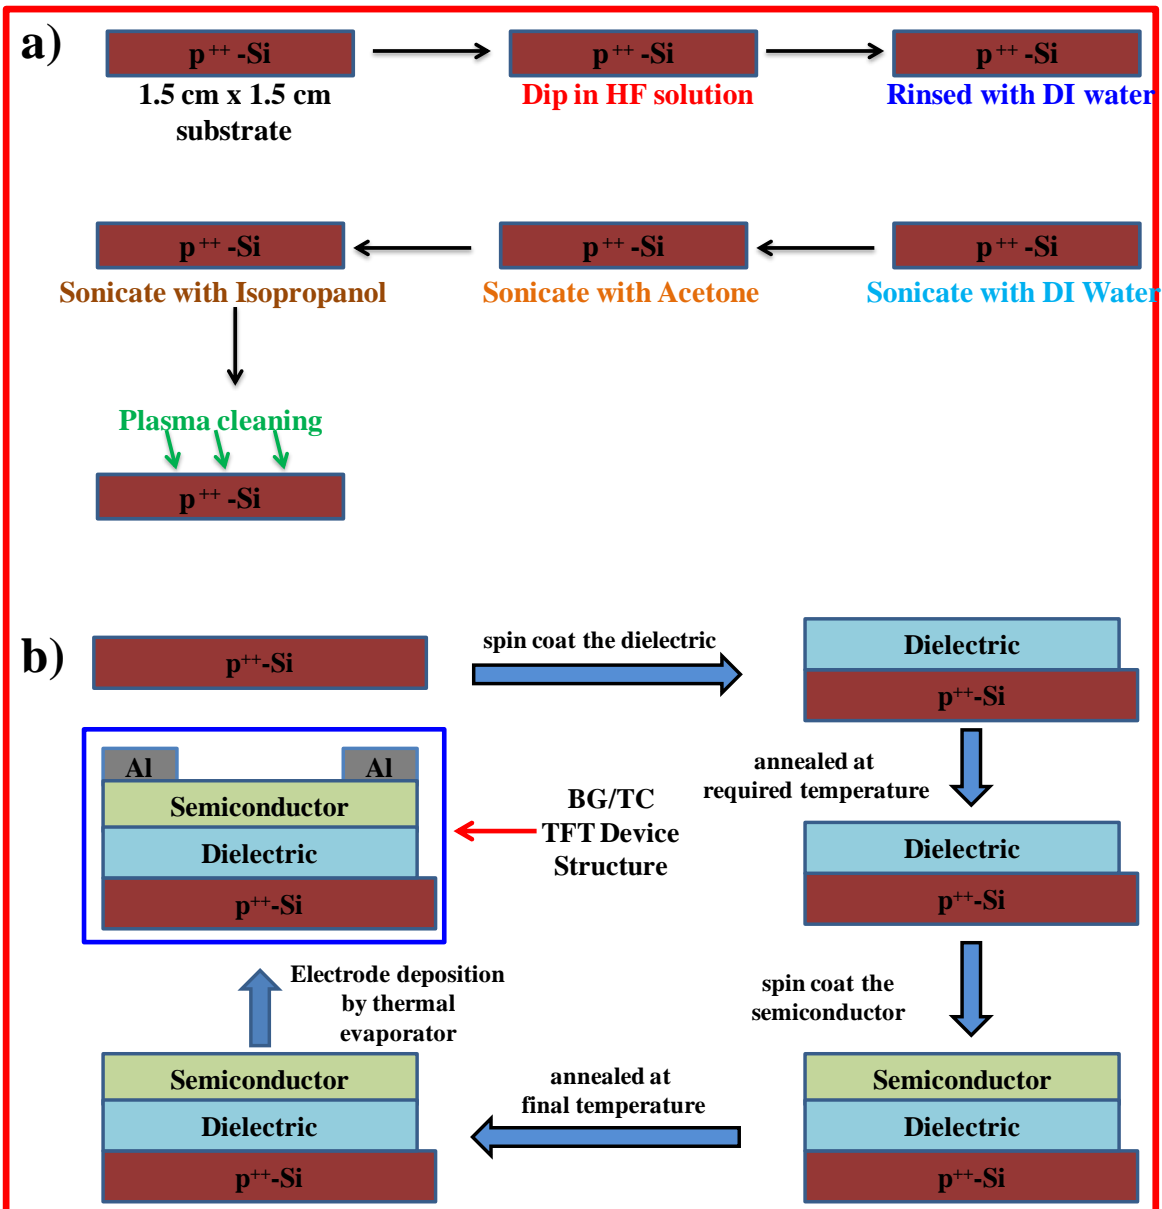 a)
p++ -Si
1.5 cm x 1.5 cm
substrate
p++ -Si
Dip in HF solution
p++ -Si
Rinsed with DI water
p++ -Si
Sonicate with Isopropanol
p++ -Si
Sonicate with Acetone
p++ -Si
Sonicate with DI Water
Plasma cleaning
p++ -Si
b)
p++-Si
spin coat the dielectric
Dielectric
p++-Si
annealed at
required temperature
Dielectric
p++-Si
spin coat the
semiconductor
Semiconductor
Dielectric
p++-Si
annealed at
final temperature
Semiconductor
Dielectric
p++-Si
Electrode deposition
by thermal
evaporator
Al
Al
Semiconductor
Dielectric
p++-Si
BG/TC
TFT Device
Structure